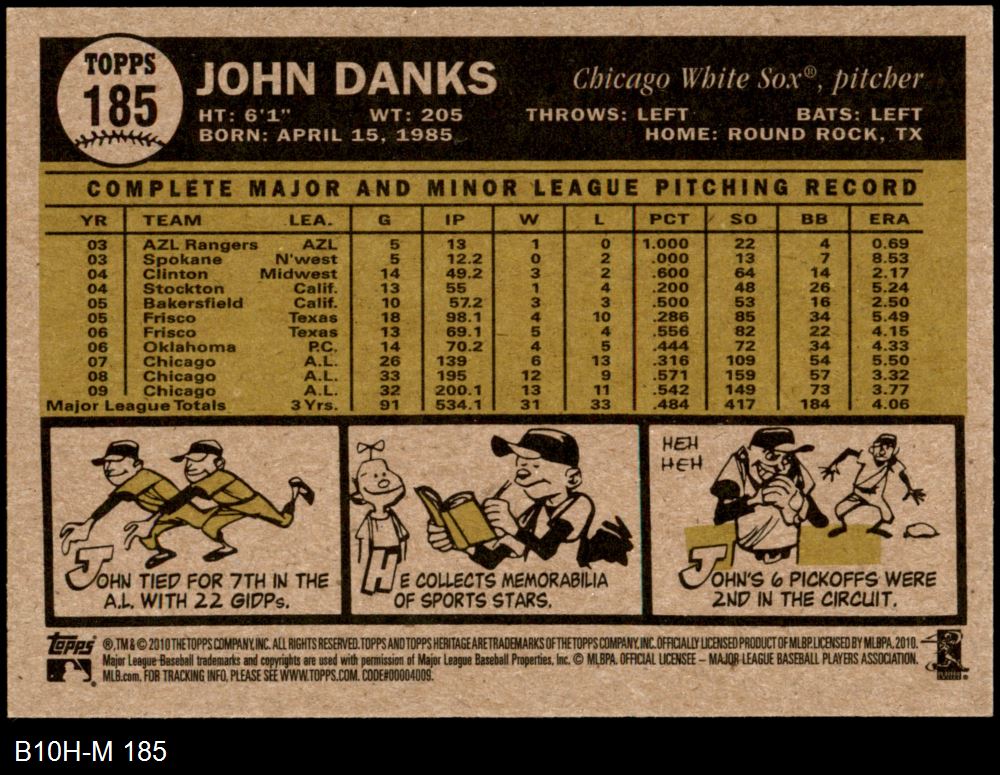 TOPPS
185
JOHN DANKS
Chicago White Sox®, pitcher
HT: 6'1" WT: 205 THROWS: LEFT BATS: LEFT
BORN: APRIL 15, 1985 HOME: ROUND ROCK, TX
COMPLETE MAJOR AND MINOR LEAGUE PITCHING RECORD
YR TEAM LEA. G IP W L PCT SO BB ERA
03 AZL Rangers AZL 5 13 1 0 1.000 22 4 0.69
03 Spokane N'west 5 12.2 0 2 .000 13 7 8.53
04 Clinton Midwest 14 49.2 3 2 .600 64 14 2.17
04 Stockton Calif. 13 55 1 4 .200 48 26 5.24
05 Bakersfield Calif. 10 57.2 3 3 .500 53 16 2.50
05 Frisco Texas 18 98.1 4 10 .286 85 34 5.49
06 Frisco Texas 13 69.1 5 4 .556 82 22 4.15
06 Oklahoma P.C. 14 70.2 4 5 .444 72 34 4.33
07 Chicago A.L. 26 139 6 13 .316 109 54 5.50
08 Chicago A.L. 33 195 12 9 .571 159 57 3.32
09 Chicago A.L. 32 200.1 13 11 .542 149 73 3.77
Major League Totals 3 Yrs. 91 534.1 31 33 .484 417 184 4.06
JOHN TIED FOR 7TH IN THE
A.L. WITH 22 GIDPs.
HE COLLECTS MEMORABILIA
OF SPORTS STARS.
HEH
HEH
JOHN'S 6 PICKOFFS WERE
2ND IN THE CIRCUIT.
topps ®,TM & © 2010 THE TOPPS COMPANY, INC. ALL RIGHTS RESERVED. TOPPS AND TOPPS HERITAGE ARE TRADEMARKS OF THE TOPPS COMPANY, INC. OFFICIALLY LICENSED PRODUCT OF MLBP. LICENSED BY MLBPA, 2010.
Major League Baseball trademarks and copyrights are used with permission of Major League Baseball Properties, Inc. © MLBPA. OFFICIAL LICENSEE – MAJOR LEAGUE BASEBALL PLAYERS ASSOCIATION.
MLB.com. FOR TRACKING INFO, PLEASE SEE WWW.TOPPS.COM. CODE#00004009.
B10H-M 185